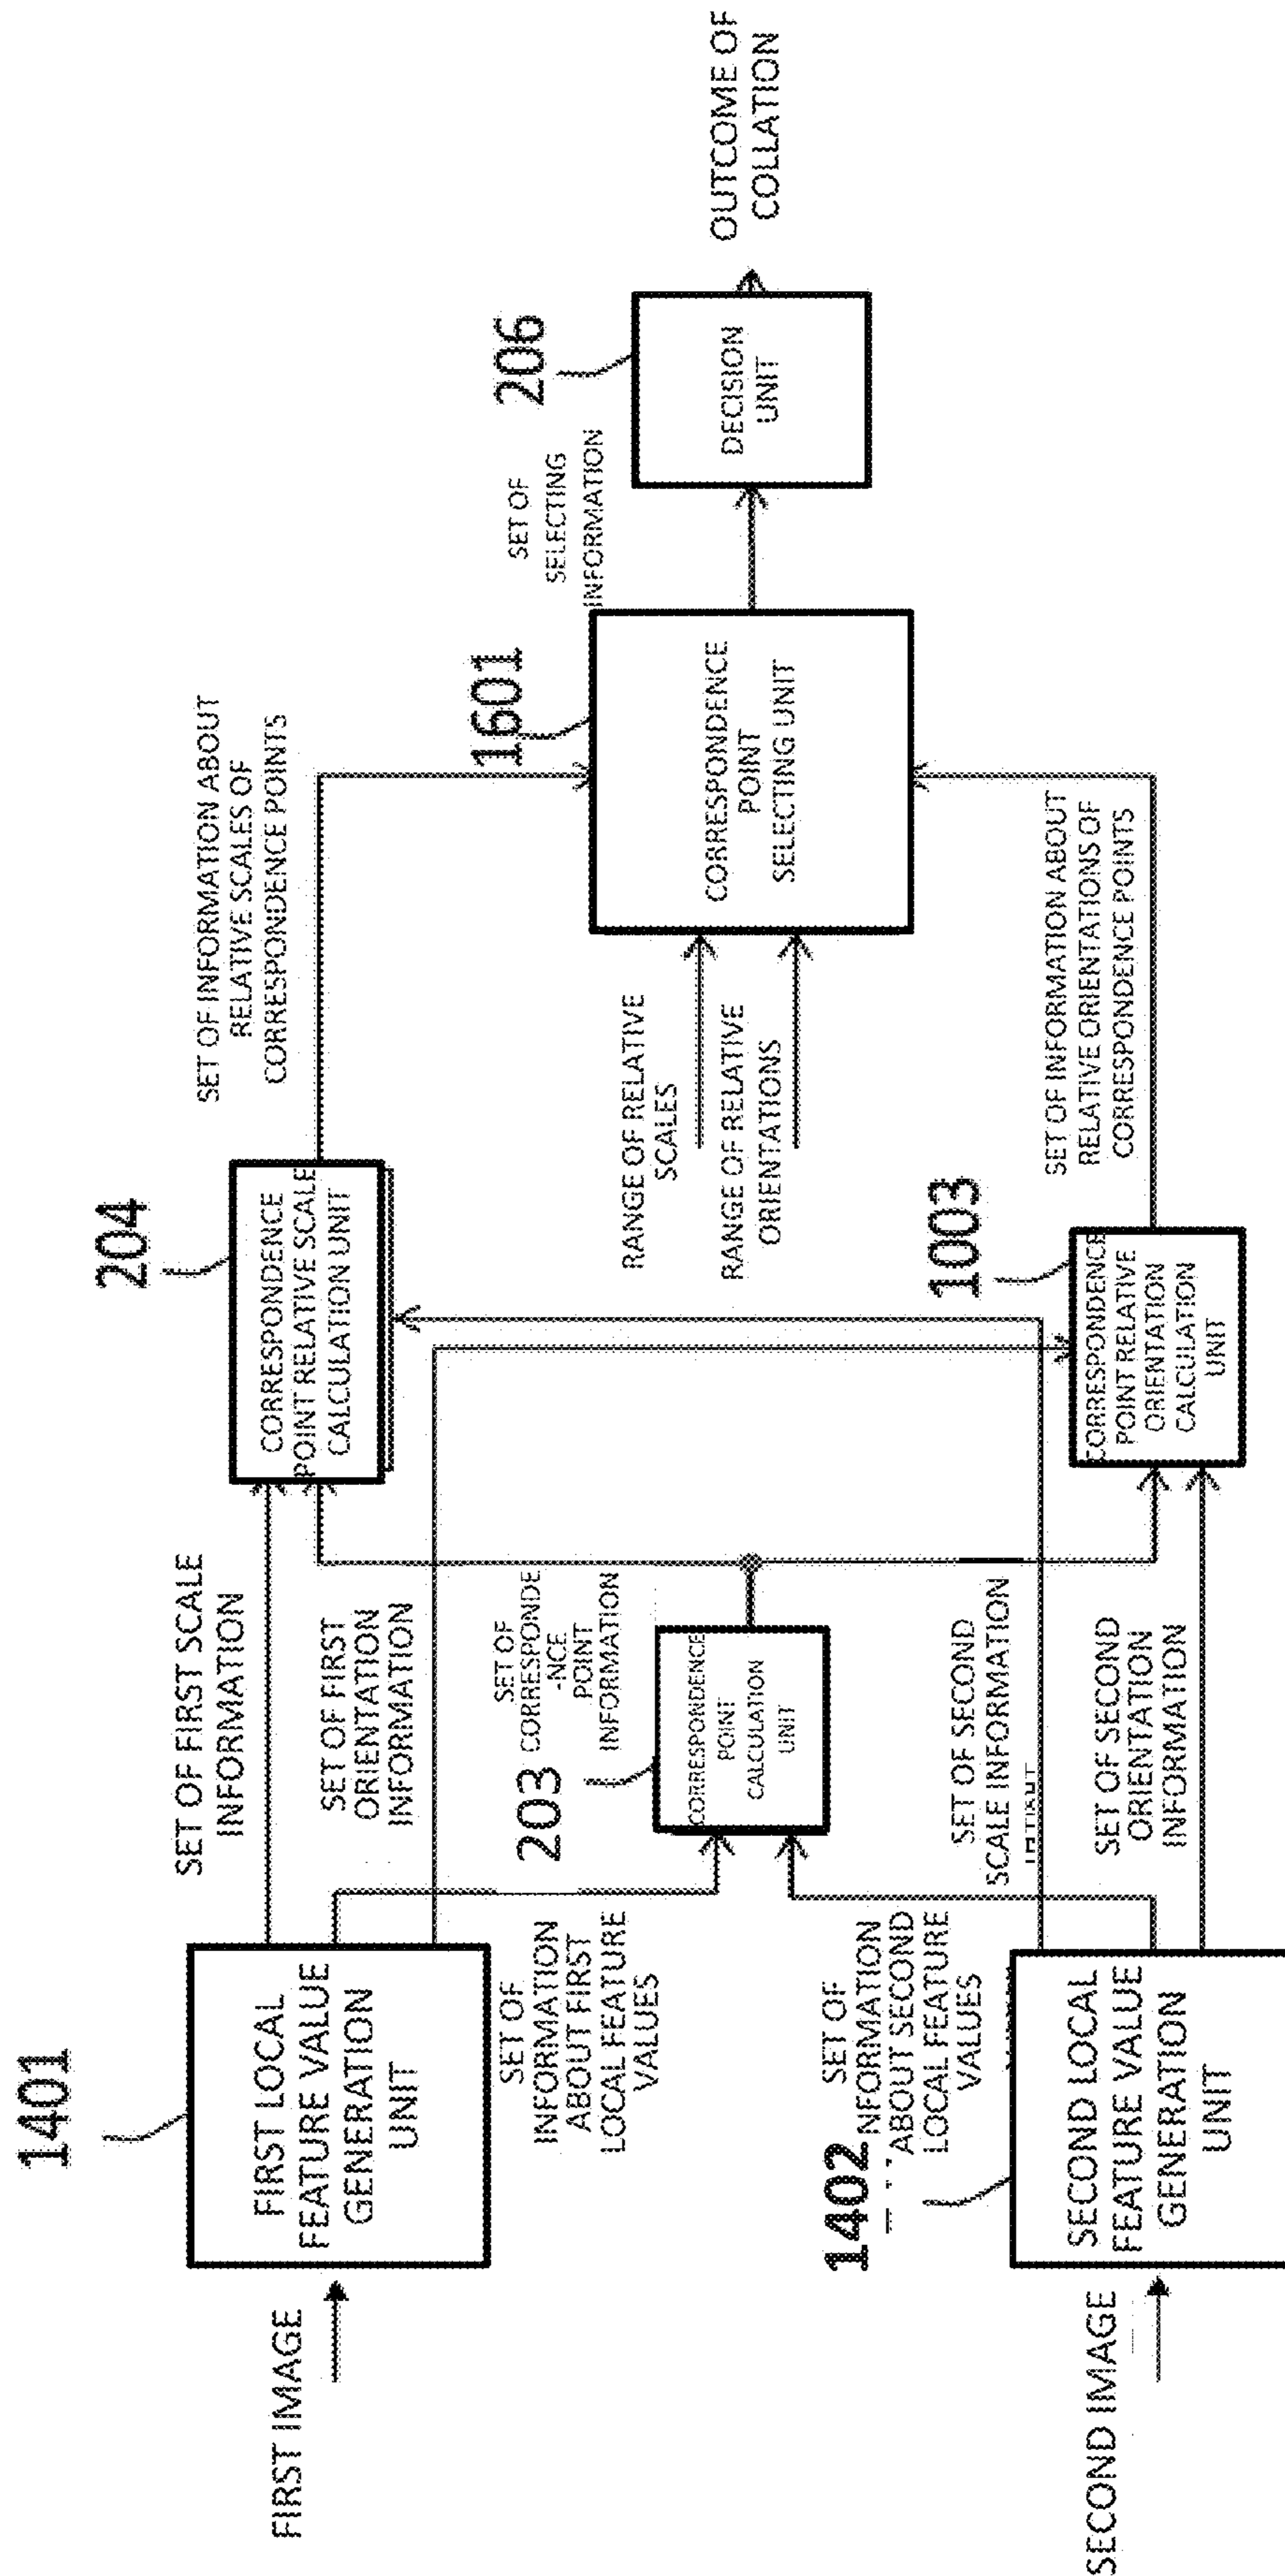 1401
FIRST IMAGE
FIRST LOCAL
FEATURE VALUE
GENERATION
UNIT
SET OF FIRST SCALE
INFORMATION
SET OF FIRST
ORIENTATION
INFORMATION
SET OF
INFORMATION
ABOUT FIRST
LOCAL FEATURE
VALUES
SECOND IMAGE
1402
SECOND LOCAL
FEATURE VALUE
GENERATION
UNIT
SET OF
NFORMATION
ABOUT SECOND
LOCAL FEATURE
VALUES
SET OF SECOND
SCALE INFORMATION
SET OF SECOND
ORIENTATION
INFORMATION
203
CORRESPONDENCE
POINT
CALCULATION
UNIT
SET OF
CORRESPONDE
-NCE
POINT
INFORMATION
204
CORRESPONDENCE
POINT RELATIVE SCALE
CALCULATION UNIT
SET OF INFORMATION ABOUT
RELATIVE SCALES OF
CORRESPONDENCE POINTS
1003
CORRESPONDENCE
POINT RELATIVE
ORIENTATION
CALCULATION
UNIT
SET OF INFORMATION ABOUT
RELATIVE ORIENTATIONS OF
CORRESPONDENCE POINTS
RANGE OF RELATIVE
SCALES
RANGE OF RELATIVE
ORIENTATIONS
1601
CORRESPONDENCE
POINT
SELECTING UNIT
SET OF
SELECTING
INFORMATION
206
DECISION
UNIT
OUTCOME OF
COLLATION